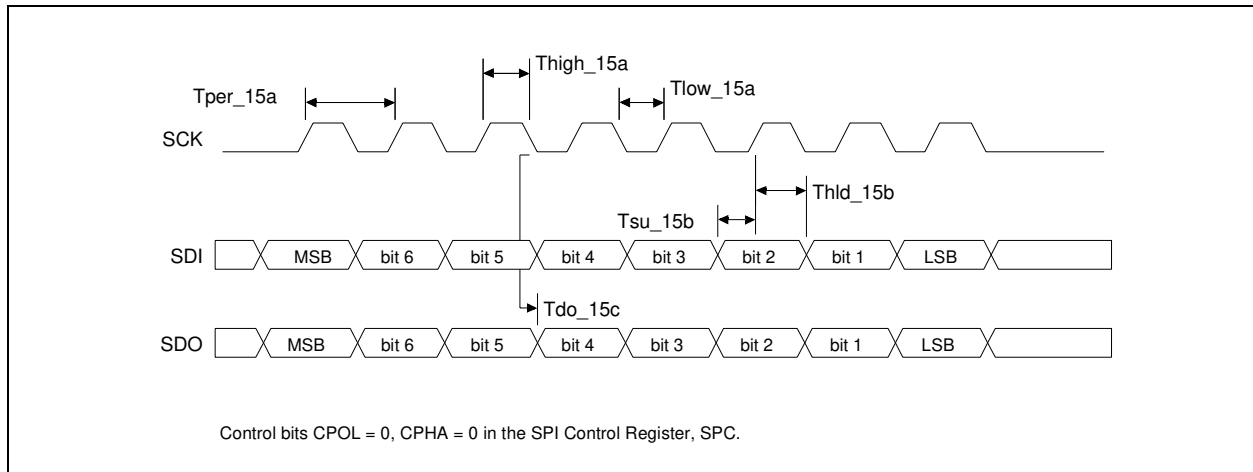 Thigh_15a
Tper_15a
Tlow_15a
SCK
Thld_15b
Tsu_15b
SDI MSB bit 6 bit 5 bit 4 bit 3 bit 2 bit 1 LSB
Tdo_15c
SDO MSB bit 6 bit 5 bit 4 bit 3 bit 2 bit 1 LSB
Control bits CPOL = 0, CPHA = 0 in the SPI Control Register, SPC.